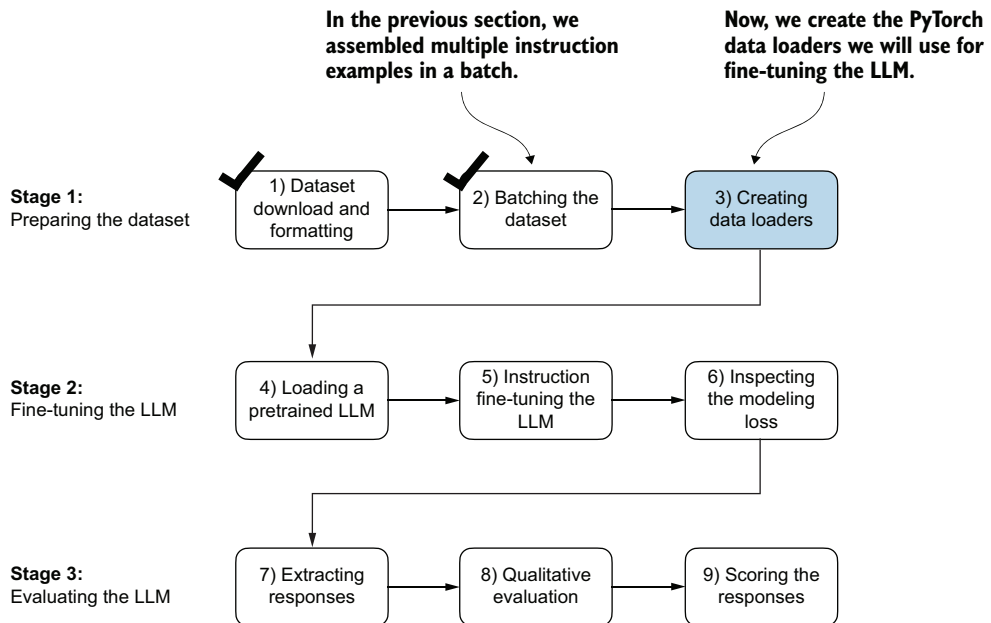 In the previous section, we
assembled multiple instruction
examples in a batch.
Now, we create the PyTorch
data loaders we will use for
fine-tuning the LLM.
Stage 1:
Preparing the dataset
1) Dataset
download and
formatting
2) Batching the
dataset
3) Creating
data loaders
Stage 2:
Fine-tuning the LLM
4) Loading a
pretrained LLM
5) Instruction
fine-tuning the
LLM
6) Inspecting
the modeling
loss
Stage 3:
Evaluating the LLM
7) Extracting
responses
8) Qualitative
evaluation
9) Scoring the
responses